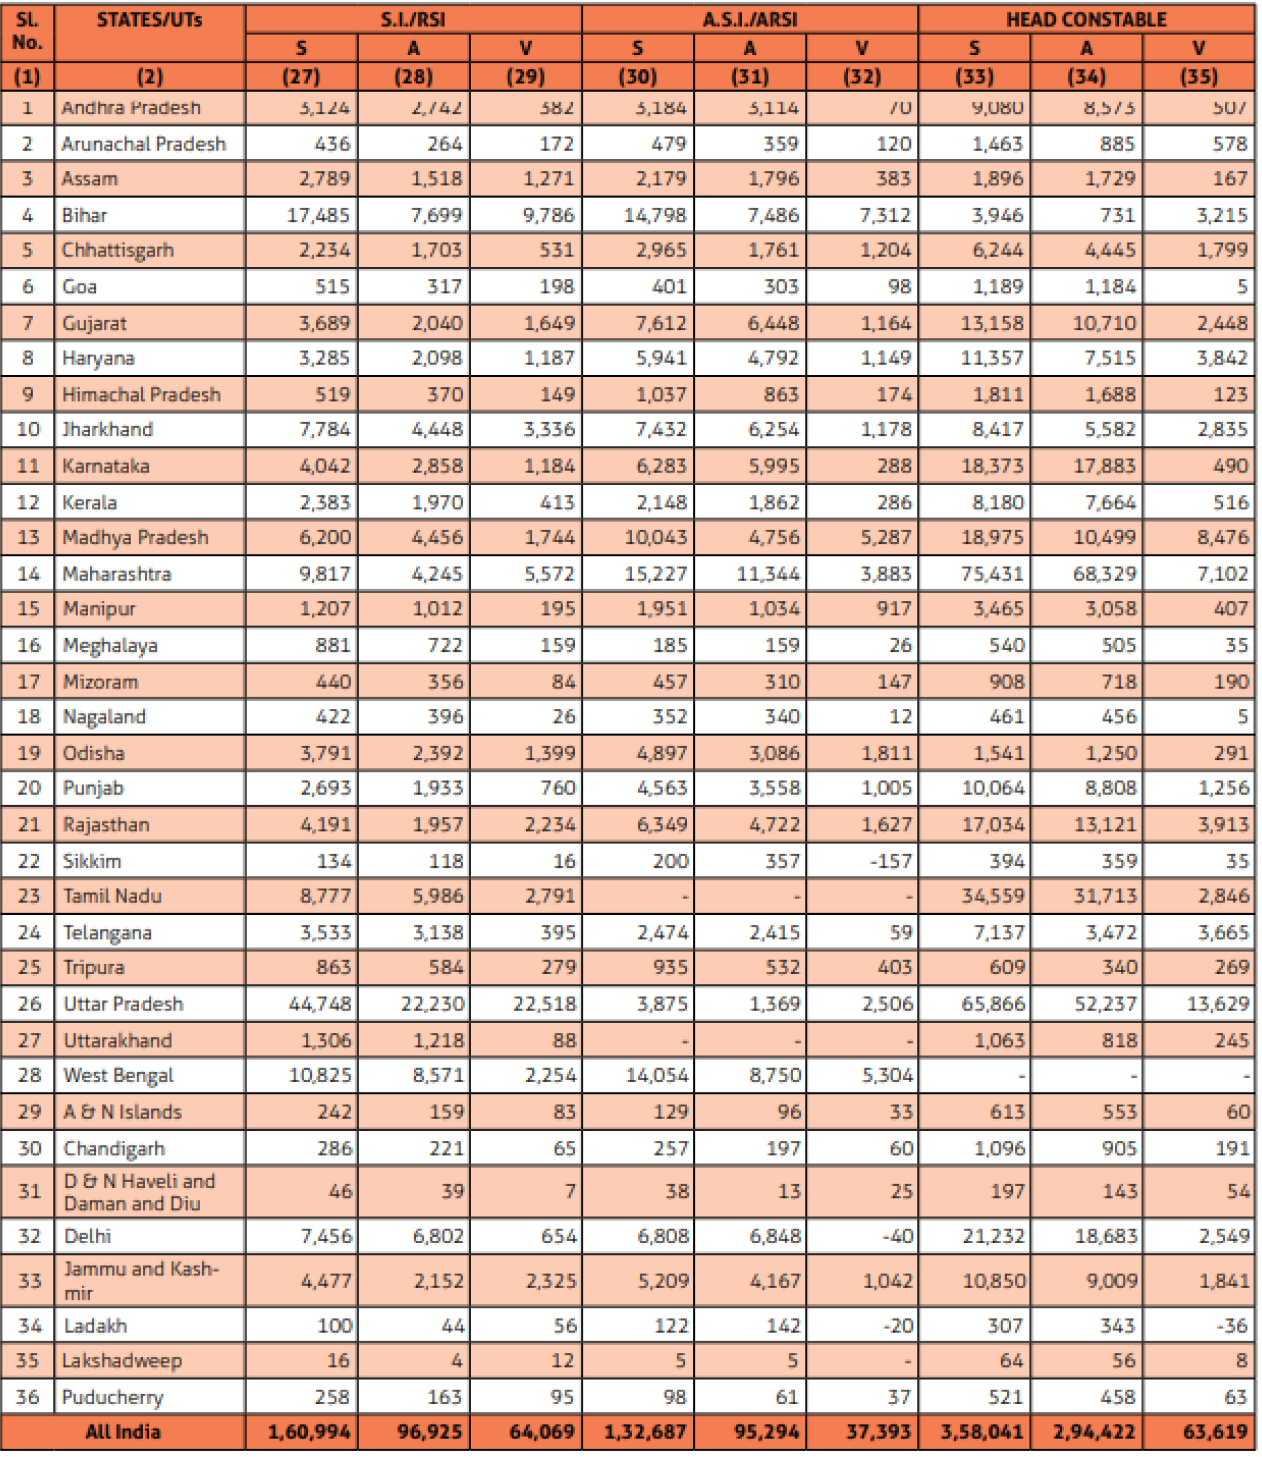 Sl. No. STATES/UTs S.I./RSI A.S.I./ARSI HEAD CONSTABLE
S A V S A V S A V
(1) (2) (27) (28) (29) (30) (31) (32) (33) (34) (35)
1 Andhra Pradesh 3,124 2,742 382 3,184 3,114 70 9,080 8,573 507
2 Arunachal Pradesh 436 264 172 479 359 120 1,463 885 578
3 Assam 2,789 1,518 1,271 2,179 1,796 383 1,896 1,729 167
4 Bihar 17,485 7,699 9,786 14,798 7,486 7,312 3,946 731 3,215
5 Chhattisgarh 2,234 1,703 531 2,965 1,761 1,204 6,244 4,445 1,799
6 Goa 515 317 198 401 303 98 1,189 1,184 5
7 Gujarat 3,689 2,040 1,649 7,612 6,448 1,164 13,158 10,710 2,448
8 Haryana 3,285 2,098 1,187 5,941 4,792 1,149 11,357 7,515 3,842
9 Himachal Pradesh 519 370 149 1,037 863 174 1,811 1,688 123
10 Jharkhand 7,784 4,448 3,336 7,432 6,254 1,178 8,417 5,582 2,835
11 Karnataka 4,042 2,858 1,184 6,283 5,995 288 18,373 17,883 490
12 Kerala 2,383 1,970 413 2,148 1,862 286 8,180 7,664 516
13 Madhya Pradesh 6,200 4,456 1,744 10,043 4,756 5,287 18,975 10,499 8,476
14 Maharashtra 9,817 4,245 5,572 15,227 11,344 3,883 75,431 68,329 7,102
15 Manipur 1,207 1,012 195 1,951 1,034 917 3,465 3,058 407
16 Meghalaya 881 722 159 185 159 26 540 505 35
17 Mizoram 440 356 84 457 310 147 908 718 190
18 Nagaland 422 396 26 352 340 12 461 456 5
19 Odisha 3,791 2,392 1,399 4,897 3,086 1,811 1,541 1,250 291
20 Punjab 2,693 1,933 760 4,563 3,558 1,005 10,064 8,808 1,256
21 Rajasthan 4,191 1,957 2,234 6,349 4,722 1,627 17,034 13,121 3,913
22 Sikkim 134 118 16 200 357 -157 394 359 35
23 Tamil Nadu 8,777 5,986 2,791 - - - 34,559 31,713 2,846
24 Telangana 3,533 3,138 395 2,474 2,415 59 7,137 3,472 3,665
25 Tripura 863 584 279 935 532 403 609 340 269
26 Uttar Pradesh 44,748 22,230 22,518 3,875 1,369 2,506 65,866 52,237 13,629
27 Uttarakhand 1,306 1,218 88 - - - 1,063 818 245
28 West Bengal 10,825 8,571 2,254 14,054 8,750 5,304 - - -
29 A & N Islands 242 159 83 129 96 33 613 553 60
30 Chandigarh 286 221 65 257 197 60 1,096 905 191
31 D & N Haveli and Daman and Diu 46 39 7 38 13 25 197 143 54
32 Delhi 7,456 6,802 654 6,808 6,848 -40 21,232 18,683 2,549
33 Jammu and Kash-mir 4,477 2,152 2,325 5,209 4,167 1,042 10,850 9,009 1,841
34 Ladakh 100 44 56 122 142 -20 307 343 -36
35 Lakshadweep 16 4 12 5 5 - 64 56 8
36 Puducherry 258 163 95 98 61 37 521 458 63
All India 1,60,994 96,925 64,069 1,32,687 95,294 37,393 3,58,041 2,94,422 63,619